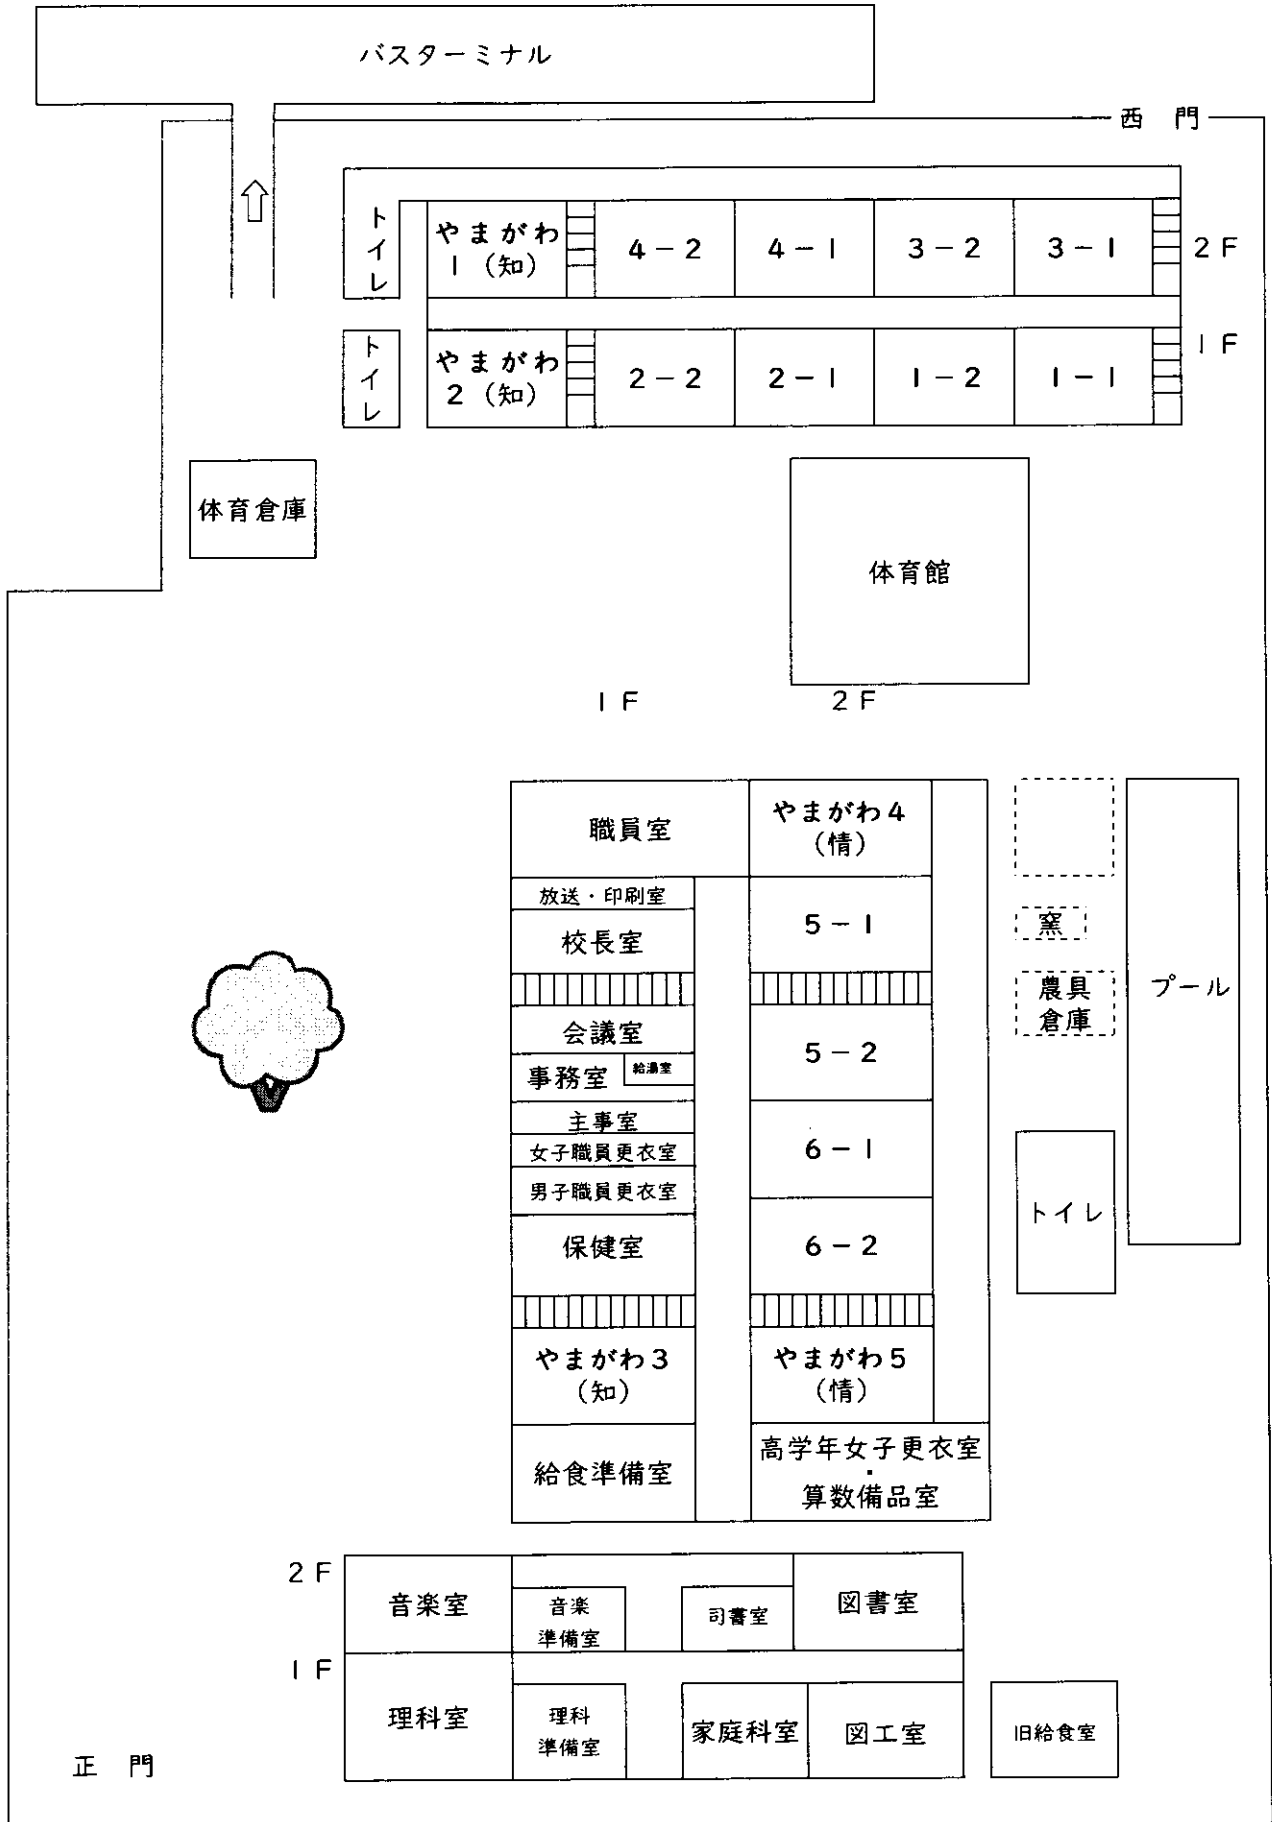 バスターミナル
西 門
トイレ
やまがわ
1(知)
4-2
4-1
3-2
3-1
2F
トイレ
やまがわ
2(知)
2-2
2-1
1-2
1-1
1F
体育倉庫
体育館
1F
2F
職員室
やまがわ4
(情)
放送・印刷室
校長室
5-1
窯
農具
倉庫
プール
会議室
事務室
給湯室
5-2
主事室
女子職員更衣室
男子職員更衣室
6-1
トイレ
保健室
6-2
やまがわ3
(知)
やまがわ5
(情)
給食準備室
高学年女子更衣室
・
算数備品室
2F
音楽室
音楽
準備室
司書室
図書室
1F
理科室
理科
準備室
家庭科室
図工室
旧給食室
正 門